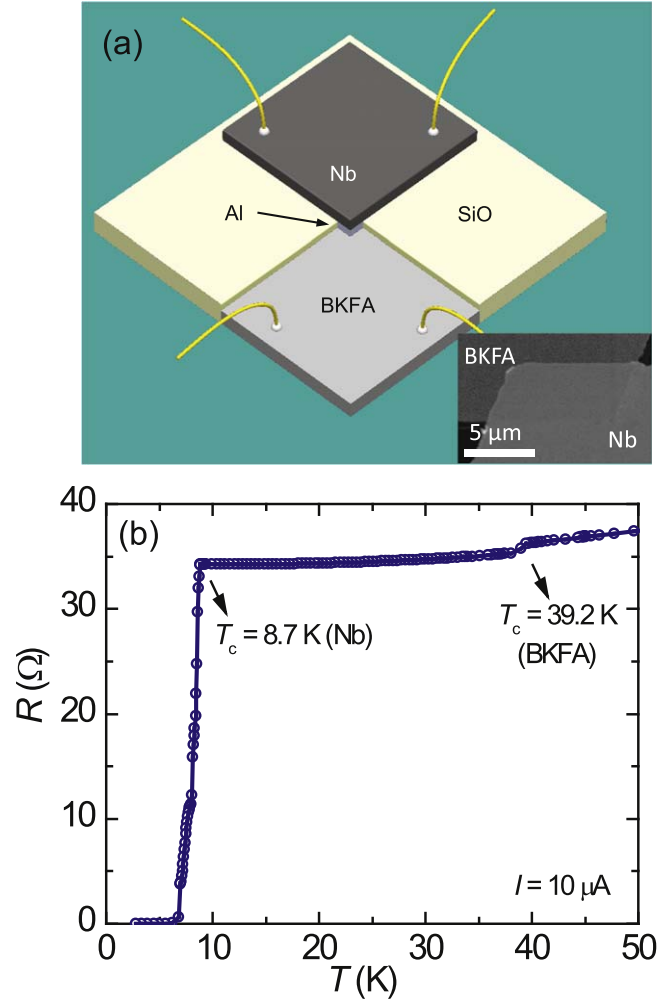 (a)
Nb
Al
SiO
BKFA
BKFA
5 μm
Nb
(b)
40
30
20
10
0
R (Ω)
T_c = 8.7 K (Nb)
T_c = 39.2 K
(BKFA)
I = 10 μA
0 10 20 30 40 50
T (K)